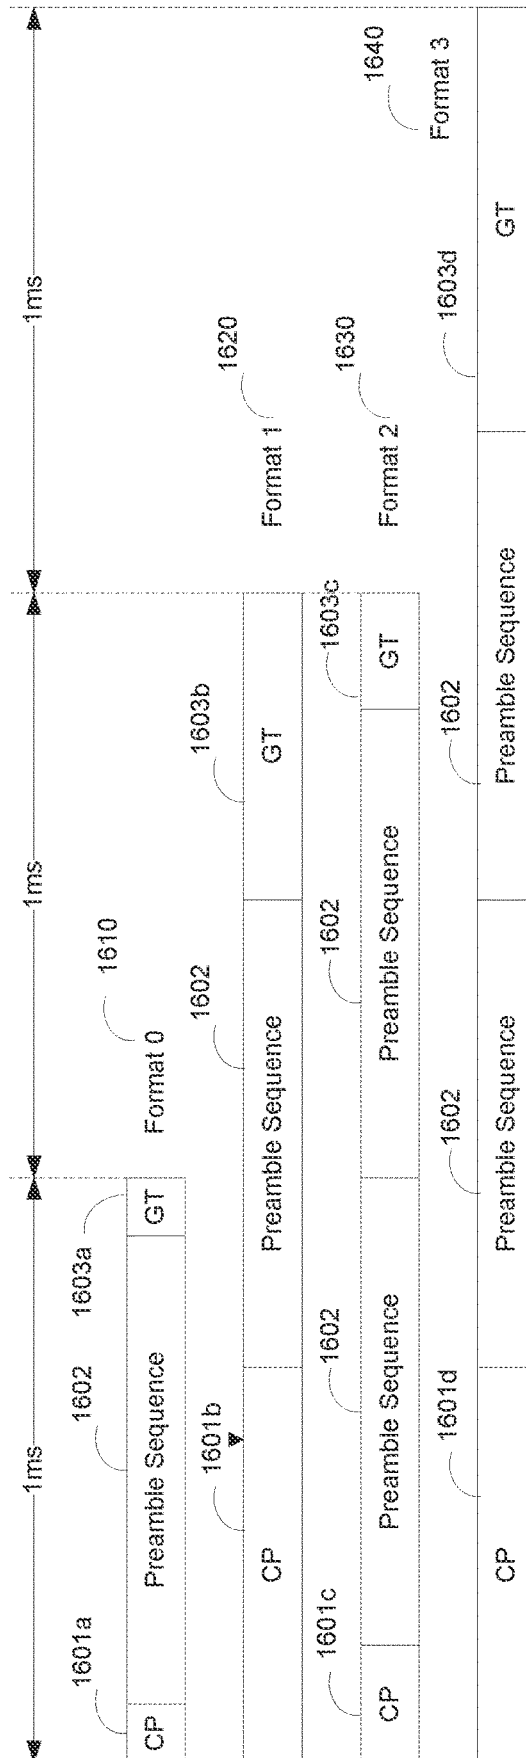 1ms
1ms
1ms
1601a
1602
1603a
1610
CP
Preamble Sequence
GT
Format 0
1601b
1602
1603b
1620
CP
Preamble Sequence
GT
Format 1
1601c
1602
1602
1603c
1630
CP
Preamble Sequence
Preamble Sequence
GT
Format 2
1640
Format 3
1601d
1602
1602
1603d
CP
Preamble Sequence
Preamble Sequence
GT